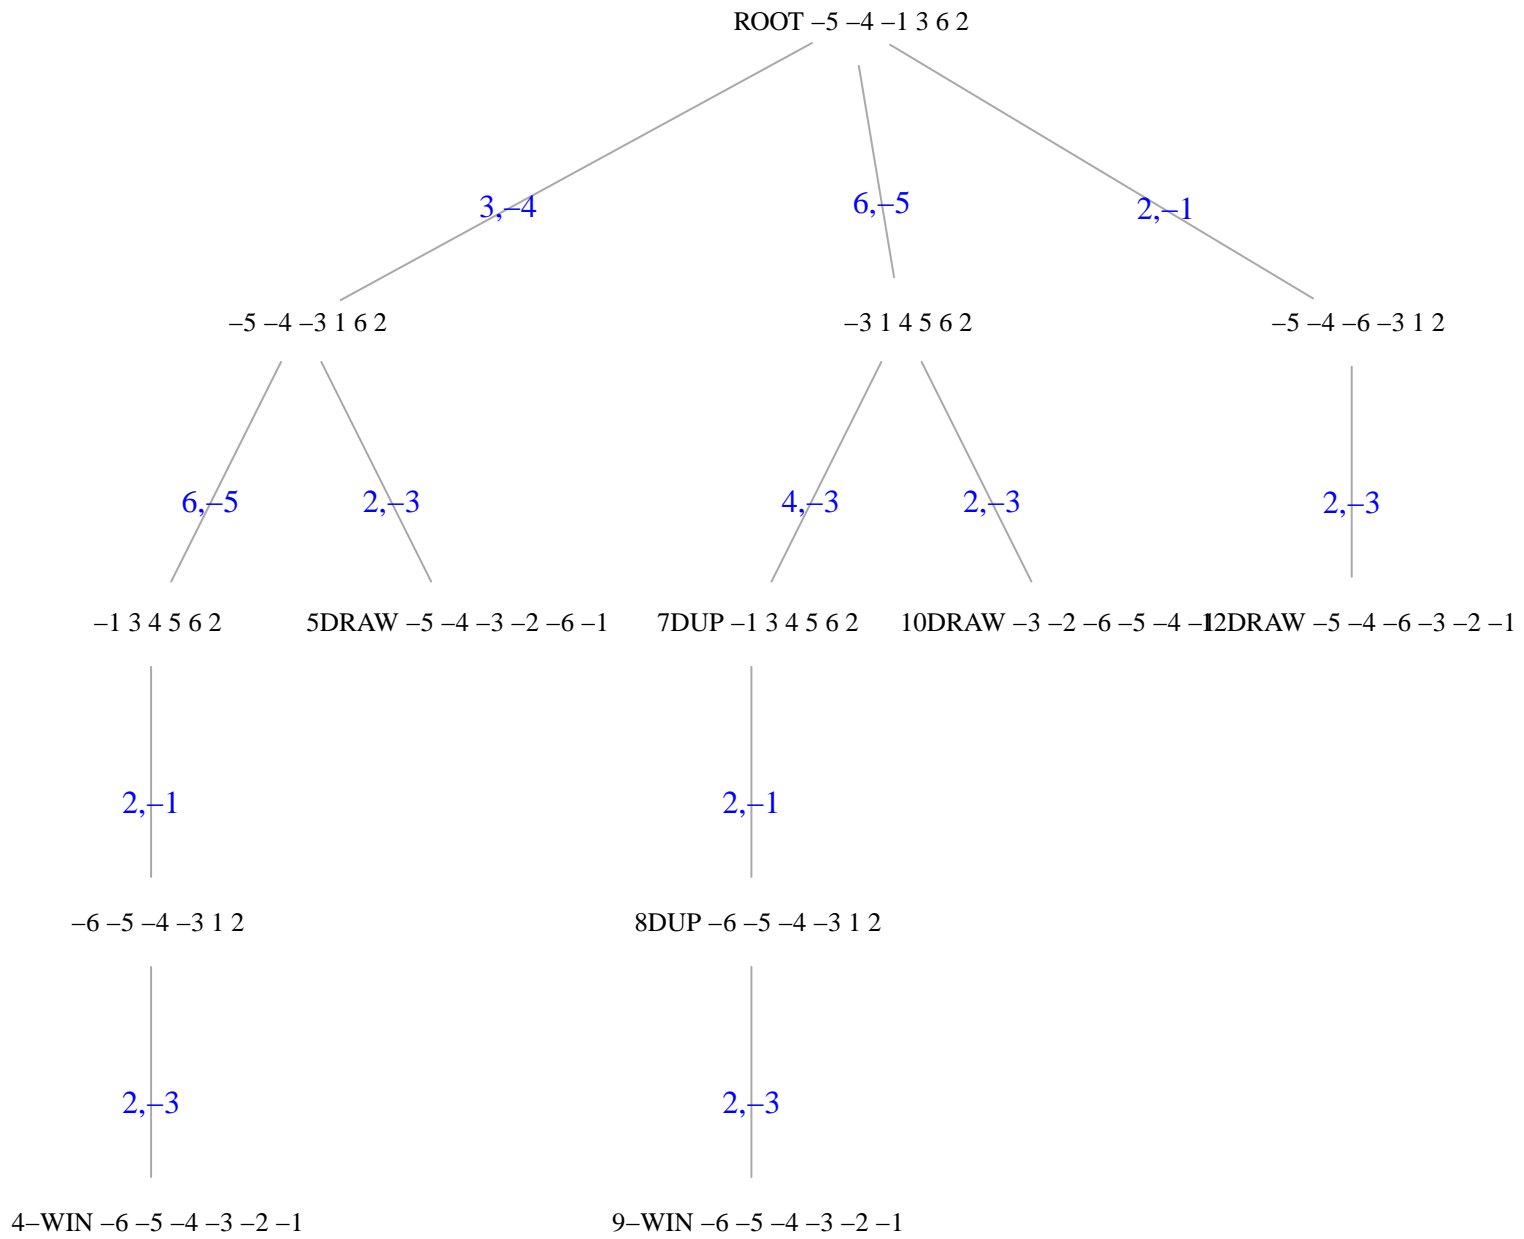 ROOT –5 –4 –1 3 6 2
3,–4
6,–5
2,–1
–5 –4 –3 1 6 2
–3 1 4 5 6 2
–5 –4 –6 –3 1 2
6,–5
2,–3
4,–3
2,–3
2,–3
–1 3 4 5 6 2
5DRAW –5 –4 –3 –2 –6 –1
7DUP –1 3 4 5 6 2
10DRAW –3 –2 –6 –5 –4 –1
12DRAW –5 –4 –6 –3 –2 –1
2,–1
2,–1
–6 –5 –4 –3 1 2
8DUP –6 –5 –4 –3 1 2
2,–3
2,–3
4–WIN –6 –5 –4 –3 –2 –1
9–WIN –6 –5 –4 –3 –2 –1